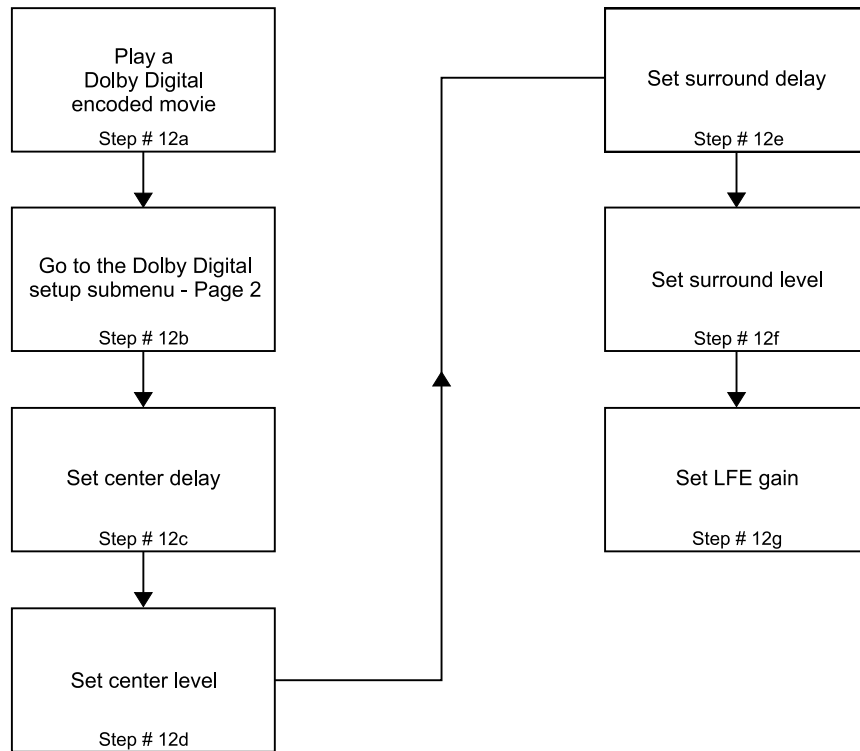 Play a
Dolby Digital
encoded movie
Step # 12a
Go to the Dolby Digital
setup submenu - Page 2
Step # 12b
Set center delay
Step # 12c
Set center level
Step # 12d
Set surround delay
Step # 12e
Set surround level
Step # 12f
Set LFE gain
Step # 12g